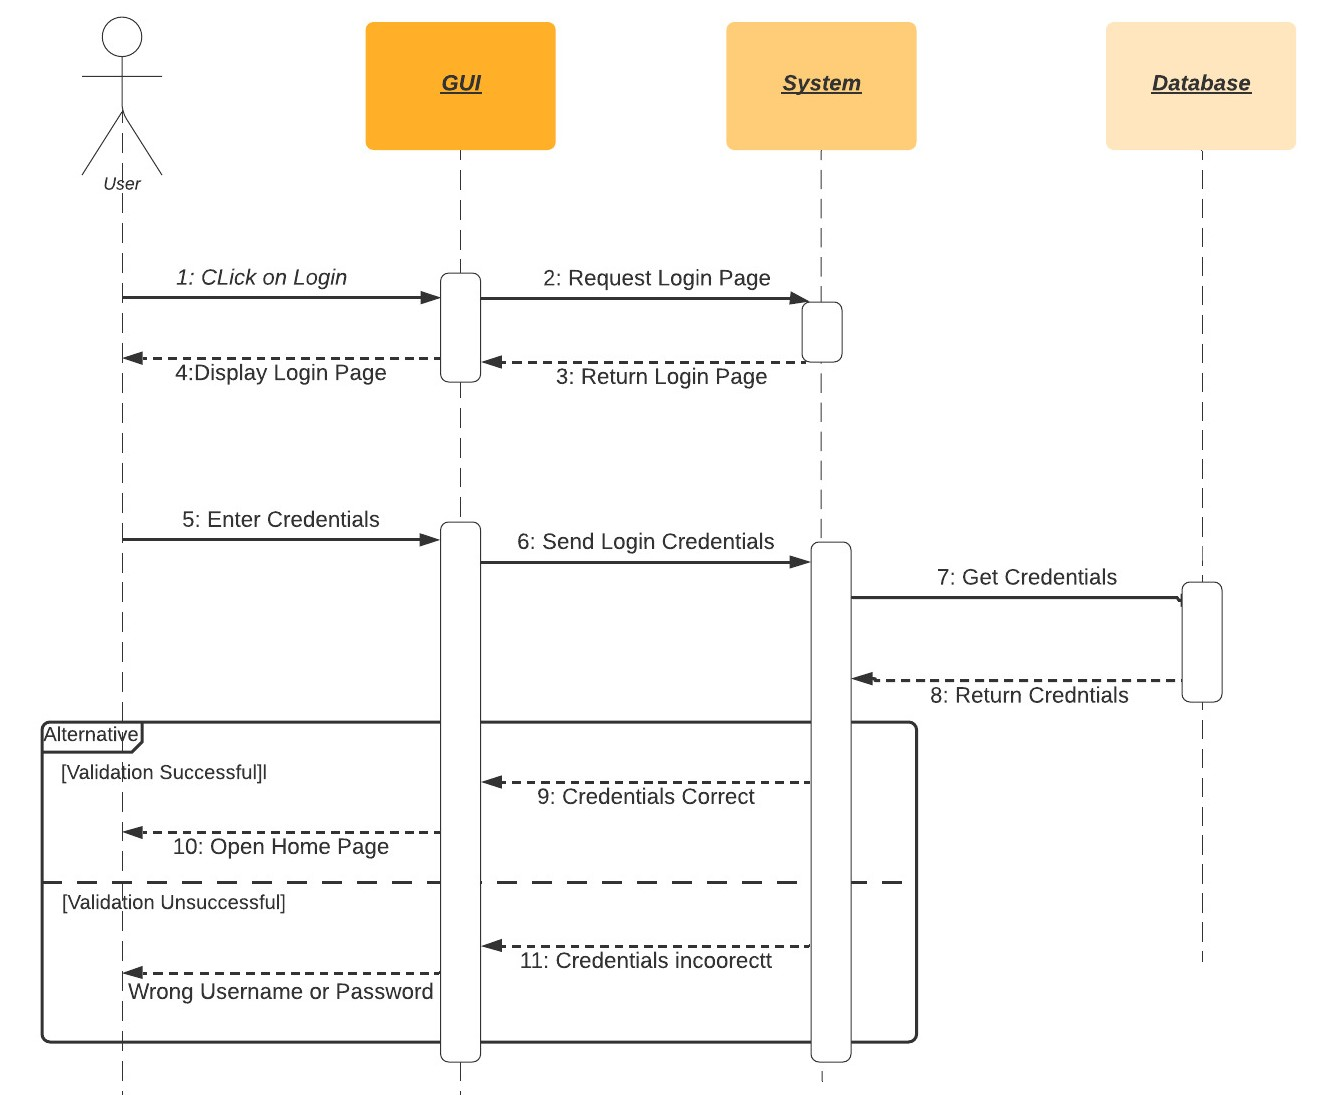 GUI
System
Database
User
1: CLick on Login
2: Request Login Page
4:Display Login Page
3: Return Login Page
5: Enter Credentials
6: Send Login Credentials
7: Get Credentials
8: Return Credntials
Alternative
[Validation Successful]l
9: Credentials Correct
10: Open Home Page
[Validation Unsuccessful]
11: Credentials incoorectt
Wrong Username or Password